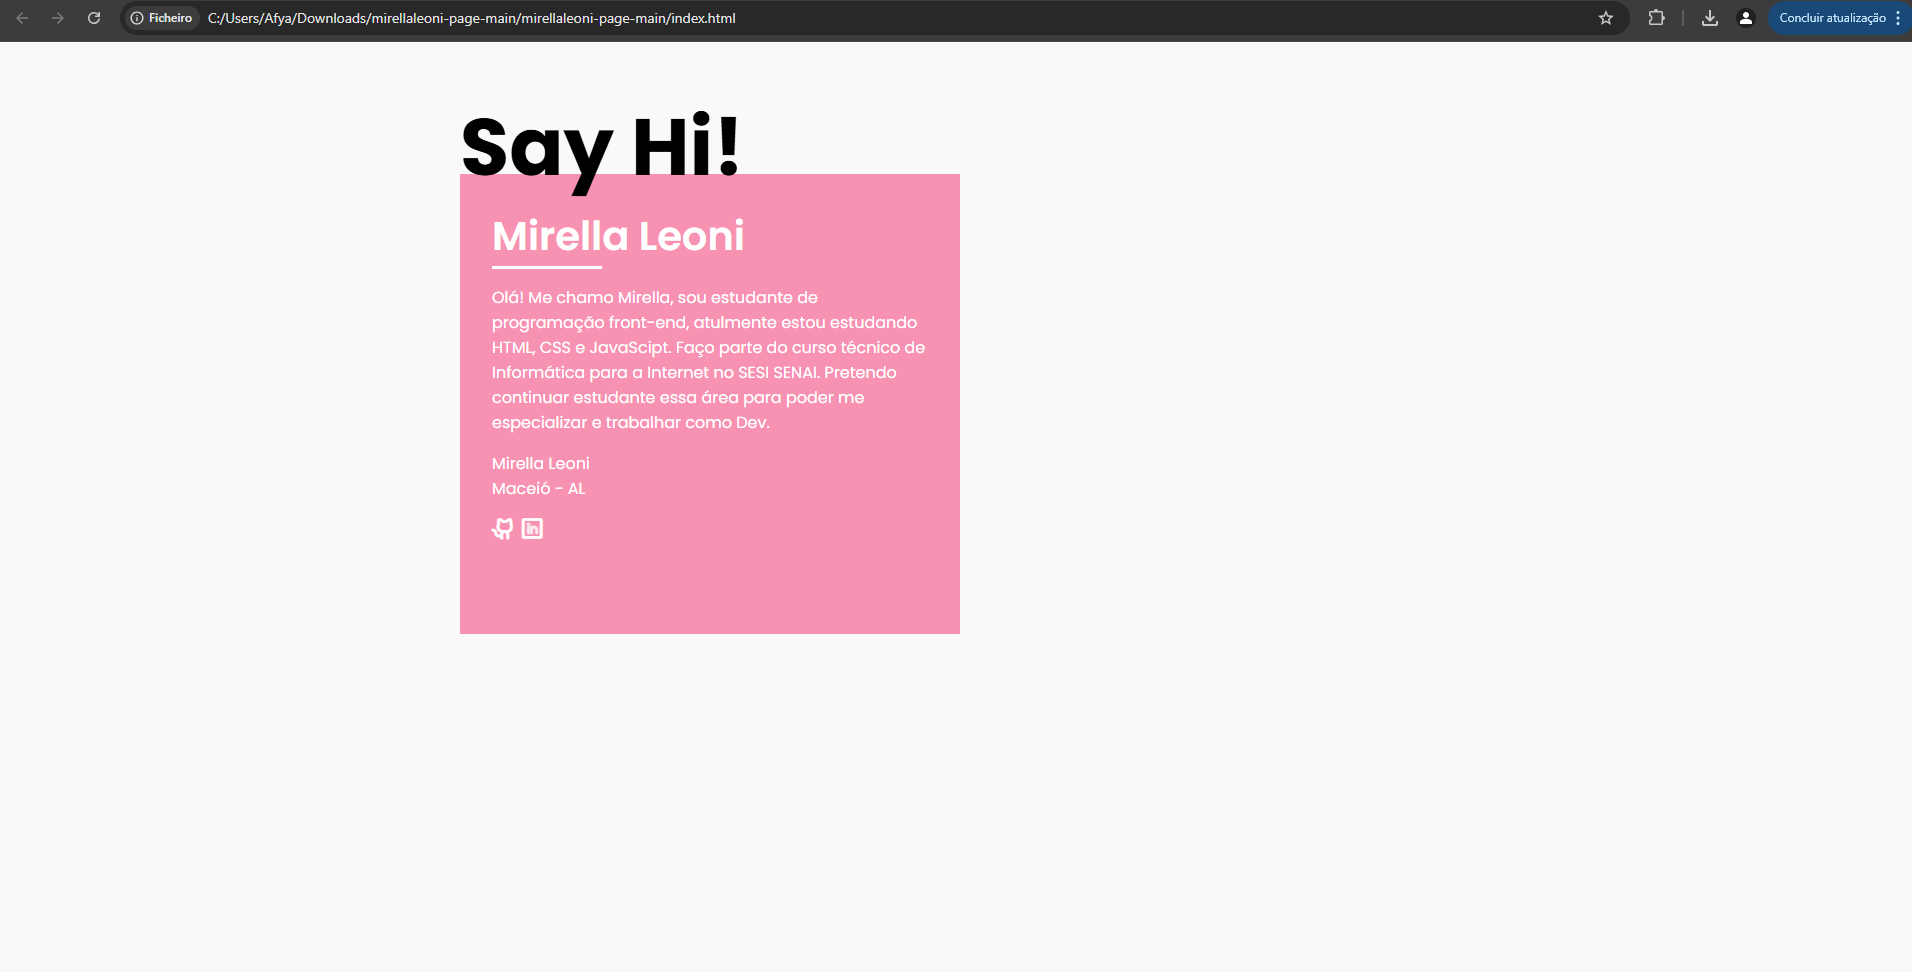 Ficheiro C:/Users/Afya/Downloads/mirellaleoni-page-main/mirellaleoni-page-main/index.html Concluir atualização
Say Hi!
Mirella Leoni
Olá! Me chamo Mirella, sou estudante de
programação front-end, atulmente estou estudando
HTML, CSS e JavaScipt. Faço parte do curso técnico de
Informática para a Internet no SESI SENAI. Pretendo
continuar estudante essa área para poder me
especializar e trabalhar como Dev.
Mirella Leoni
Maceió - AL
in